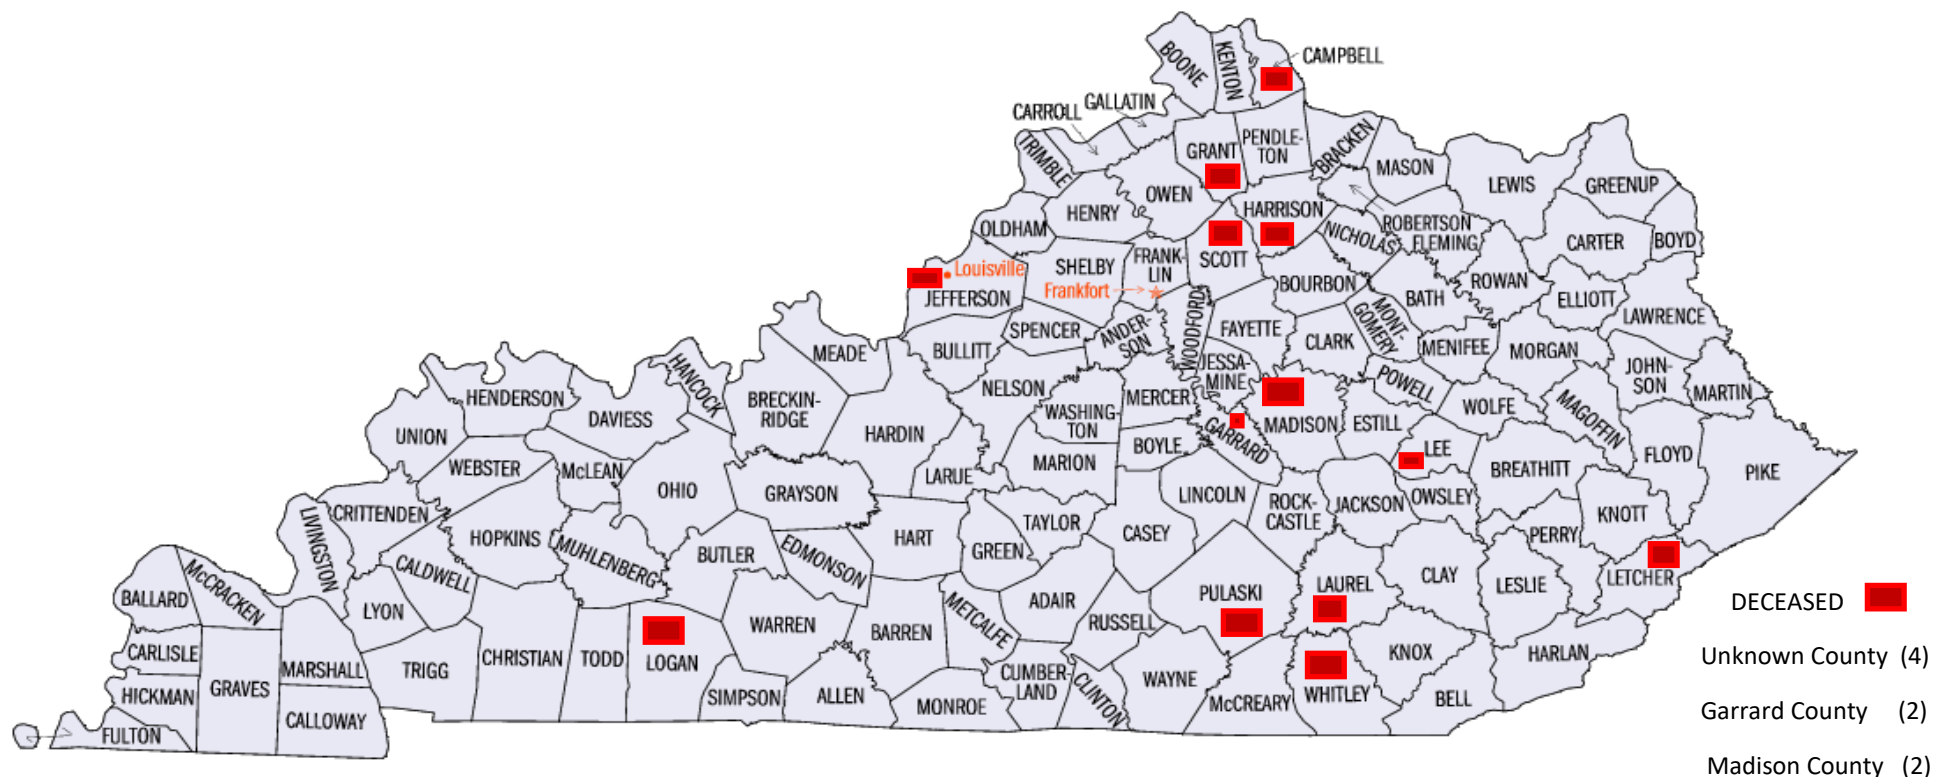 BOONE
KENTON
CAMPBELL
CARROLL
GALLATIN
TRIMBLE
GRANT
PENDLE-
TON
BRACKEN
MASON
LEWIS
GREENUP
OWEN
HENRY
HARRISON
ROBERTSON
OLDHAM
NICHOLAS
FLEMING
CARTER
BOYD
SHELBY
FRANK-
LIN
SCOTT
Louisville
Frankfort
JEFFERSON
BOURBON
BATH
ROWAN
ELLIOTT
LAWRENCE
SPENCER
ANDER-
SON
WOODFORD
FAYETTE
CLARK
MONT-
GOMERY
MENIFEE
MORGAN
JOHN-
SON
MARTIN
MEADE
BULLITT
HANCOCK
HENDERSON
DAVIESS
BRECKIN-
RIDGE
NELSON
WASHING-
TON
MERCER
JESSA-
MINE
POWELL
WOLFE
MAGOFFIN
UNION
HARDIN
BOYLE
GARRARD
MADISON
ESTILL
LEE
BREATHITT
FLOYD
PIKE
WEBSTER
McLEAN
OHIO
GRAYSON
LARUE
MARION
LINCOLN
ROCK-
CASTLE
JACKSON
OWSLEY
KNOTT
LIVINGSTON
CRITTENDEN
HOPKINS
MUHLENBERG
BUTLER
EDMONSON
HART
GREEN
TAYLOR
CASEY
PERRY
BALLARD
McCRACKEN
CALDWELL
LYON
WARREN
BARREN
METCALFE
ADAIR
RUSSELL
PULASKI
LAUREL
CLAY
LESLIE
LETCHER
DECEASED
CARLISLE
MARSHALL
TRIGG
CHRISTIAN
TODD
LOGAN
SIMPSON
ALLEN
MONROE
CUMBER-
LAND
CLINTON
WAYNE
McCREARY
WHITLEY
KNOX
BELL
HARLAN
Unknown County (4)
HICKMAN
GRAVES
CALLOWAY
FULTON
Garrard County (2)
Madison County (2)